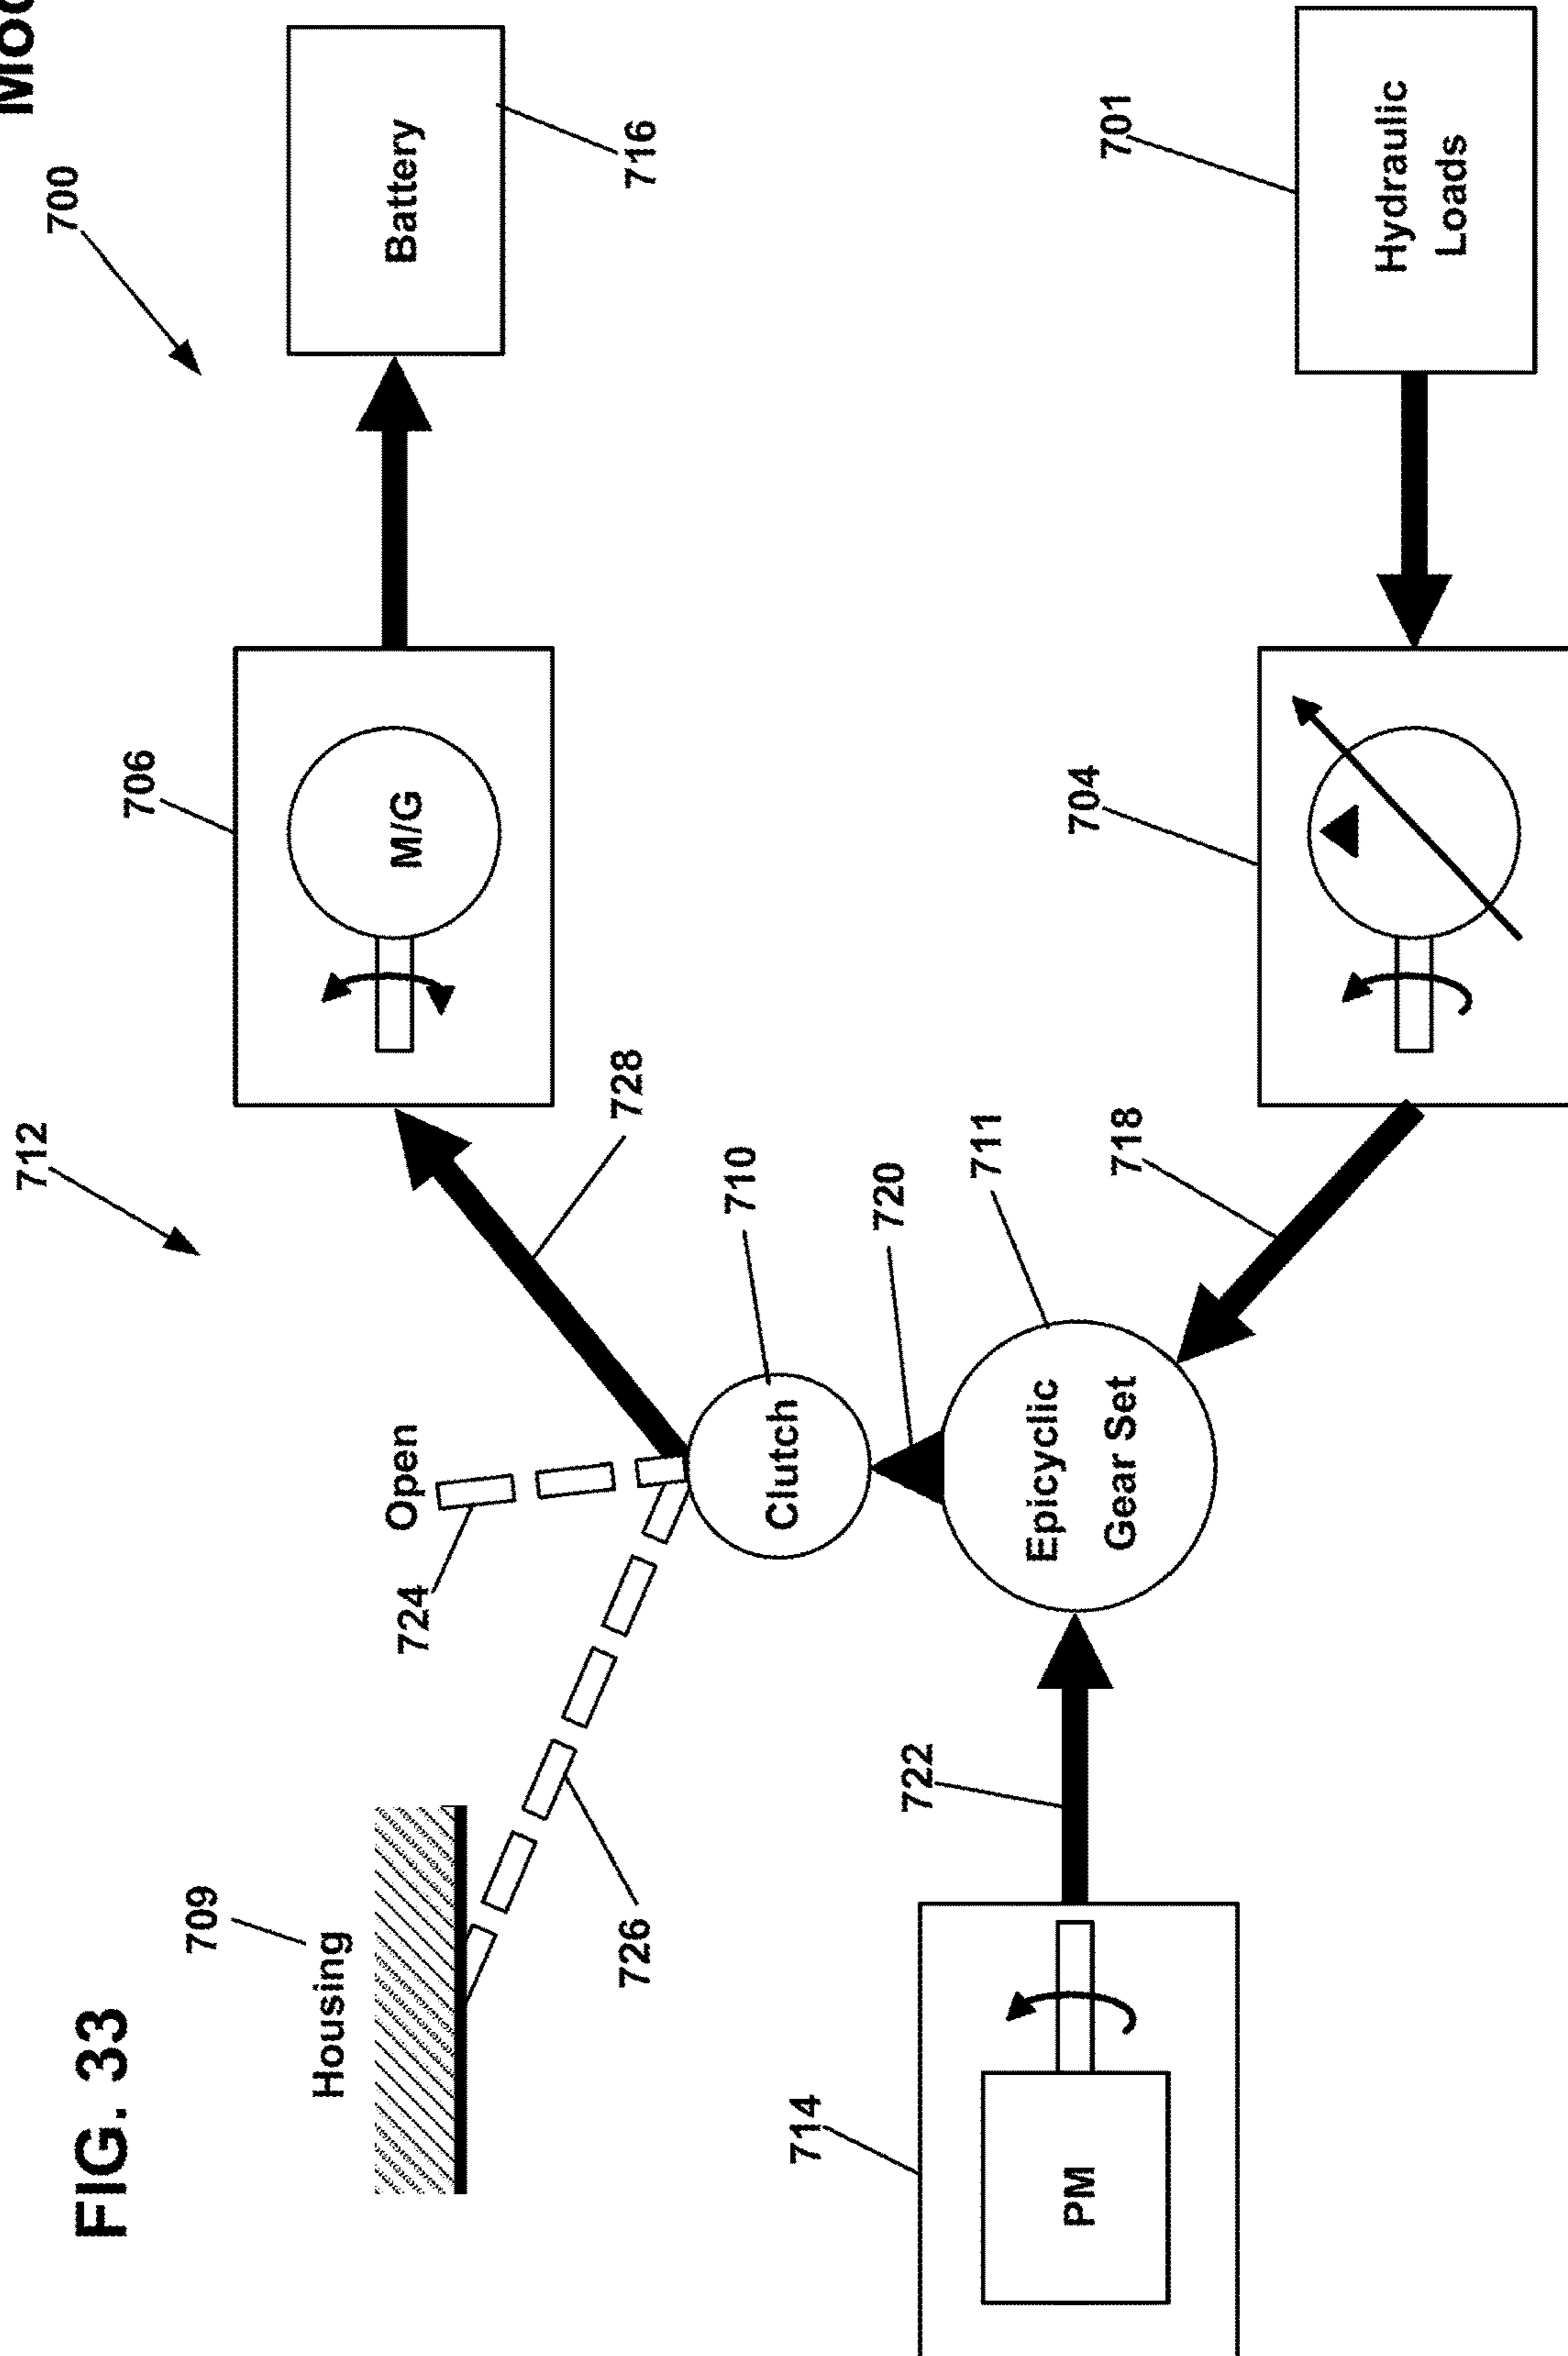 FIG. 33
700
712
709
Housing
706
M/G
Battery
716
724
Open
728
726
710
Clutch
720
711
Epicyclic
Gear Set
714
PM
722
718
704
701
Hydraulic
Loads